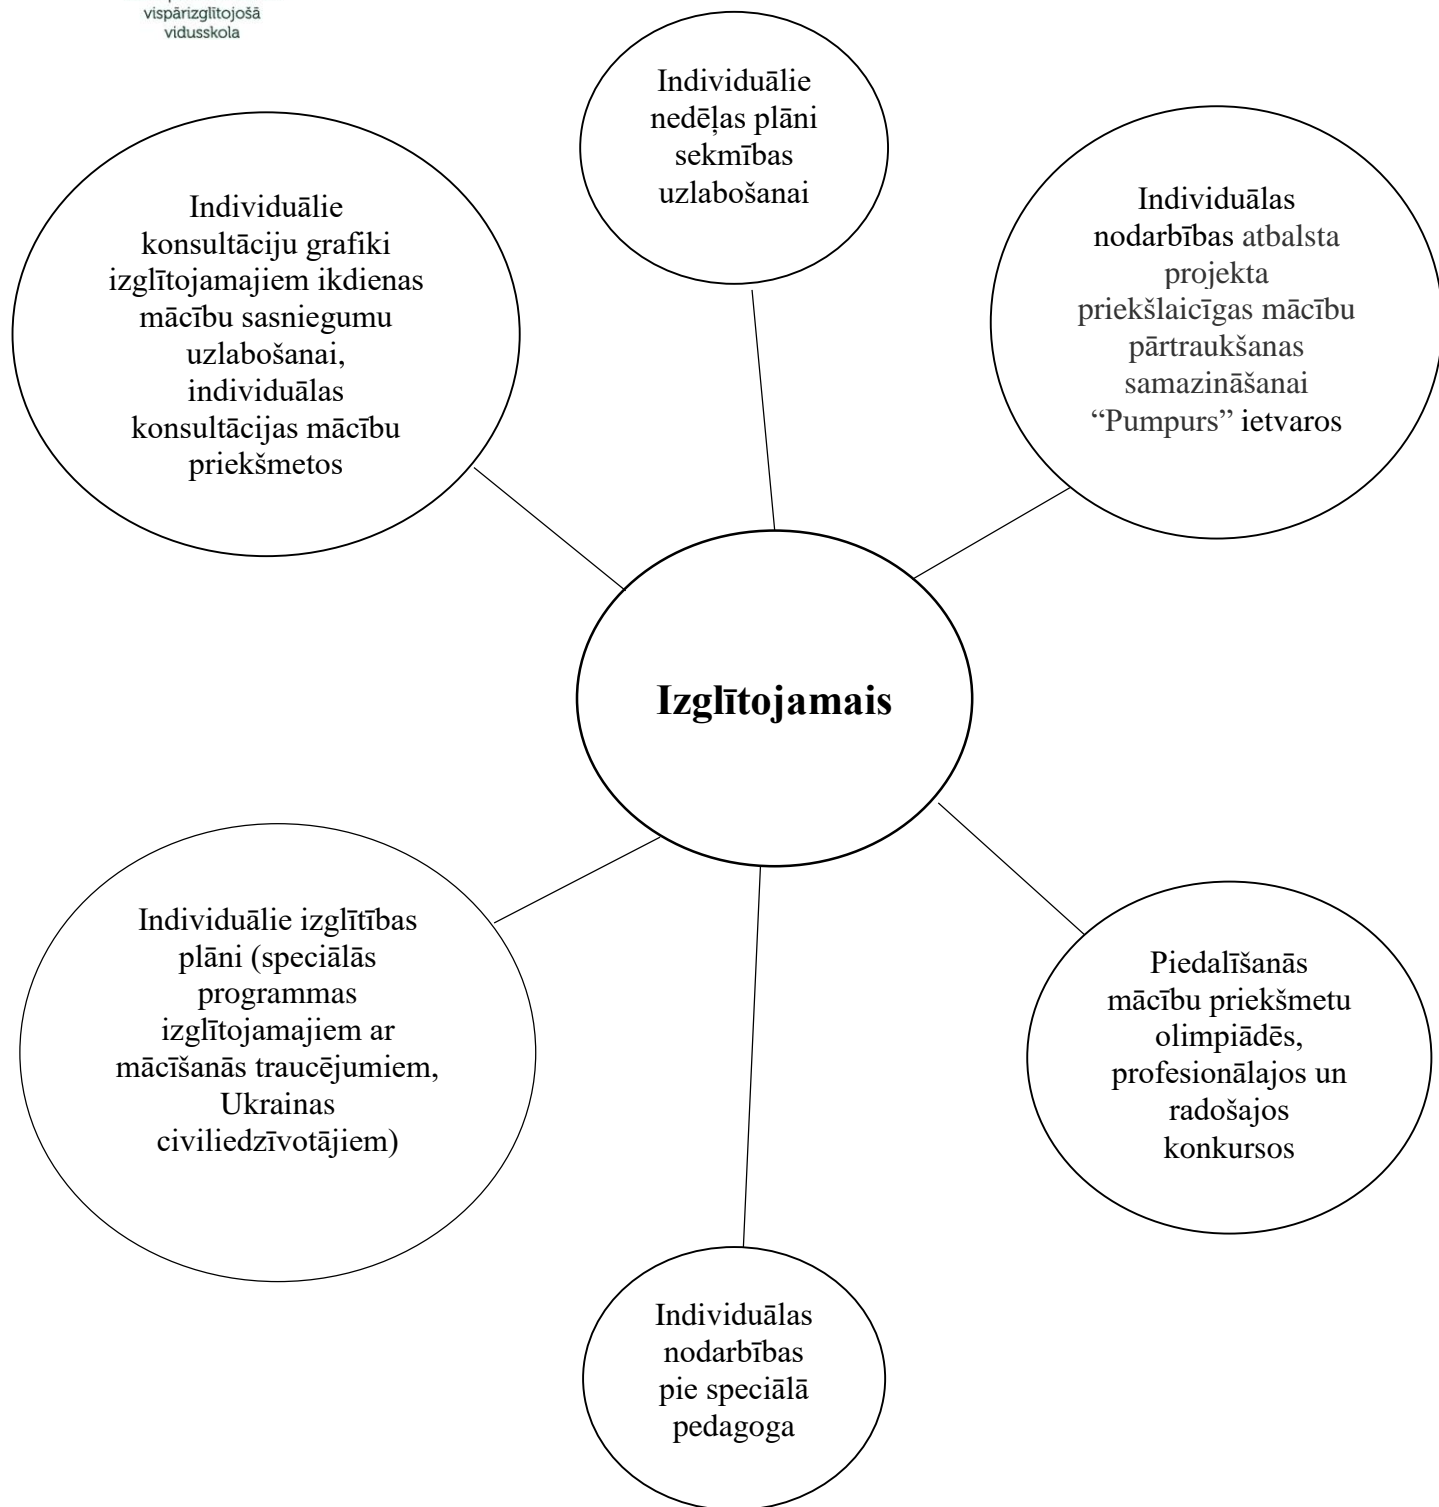 vispārizglītojošā
vidusskola
Individuālie
nedēļas plāni
sekmības
uzlabošanai
Individuālie
konsultāciju grafiki
izglītojamajiem ikdienas
mācību sasniegumu
uzlabošanai,
individuālas
konsultācijas mācību
priekšmetos
Individuālas
nodarbības atbalsta
projekta
priekšlaicīgas mācību
pārtraukšanas
samazināšanai
“Pumpurs” ietvaros
Izglītojamais
Individuālie izglītības
plāni (speciālās
programmas
izglītojamajiem ar
mācīšanās traucējumiem,
Ukrainas
civiliedzīvotājiem)
Piedalīšanās
mācību priekšmetu
olimpiādēs,
profesionālajos un
radošajos
konkursos
Individuālas
nodarbības
pie speciālā
pedagoga